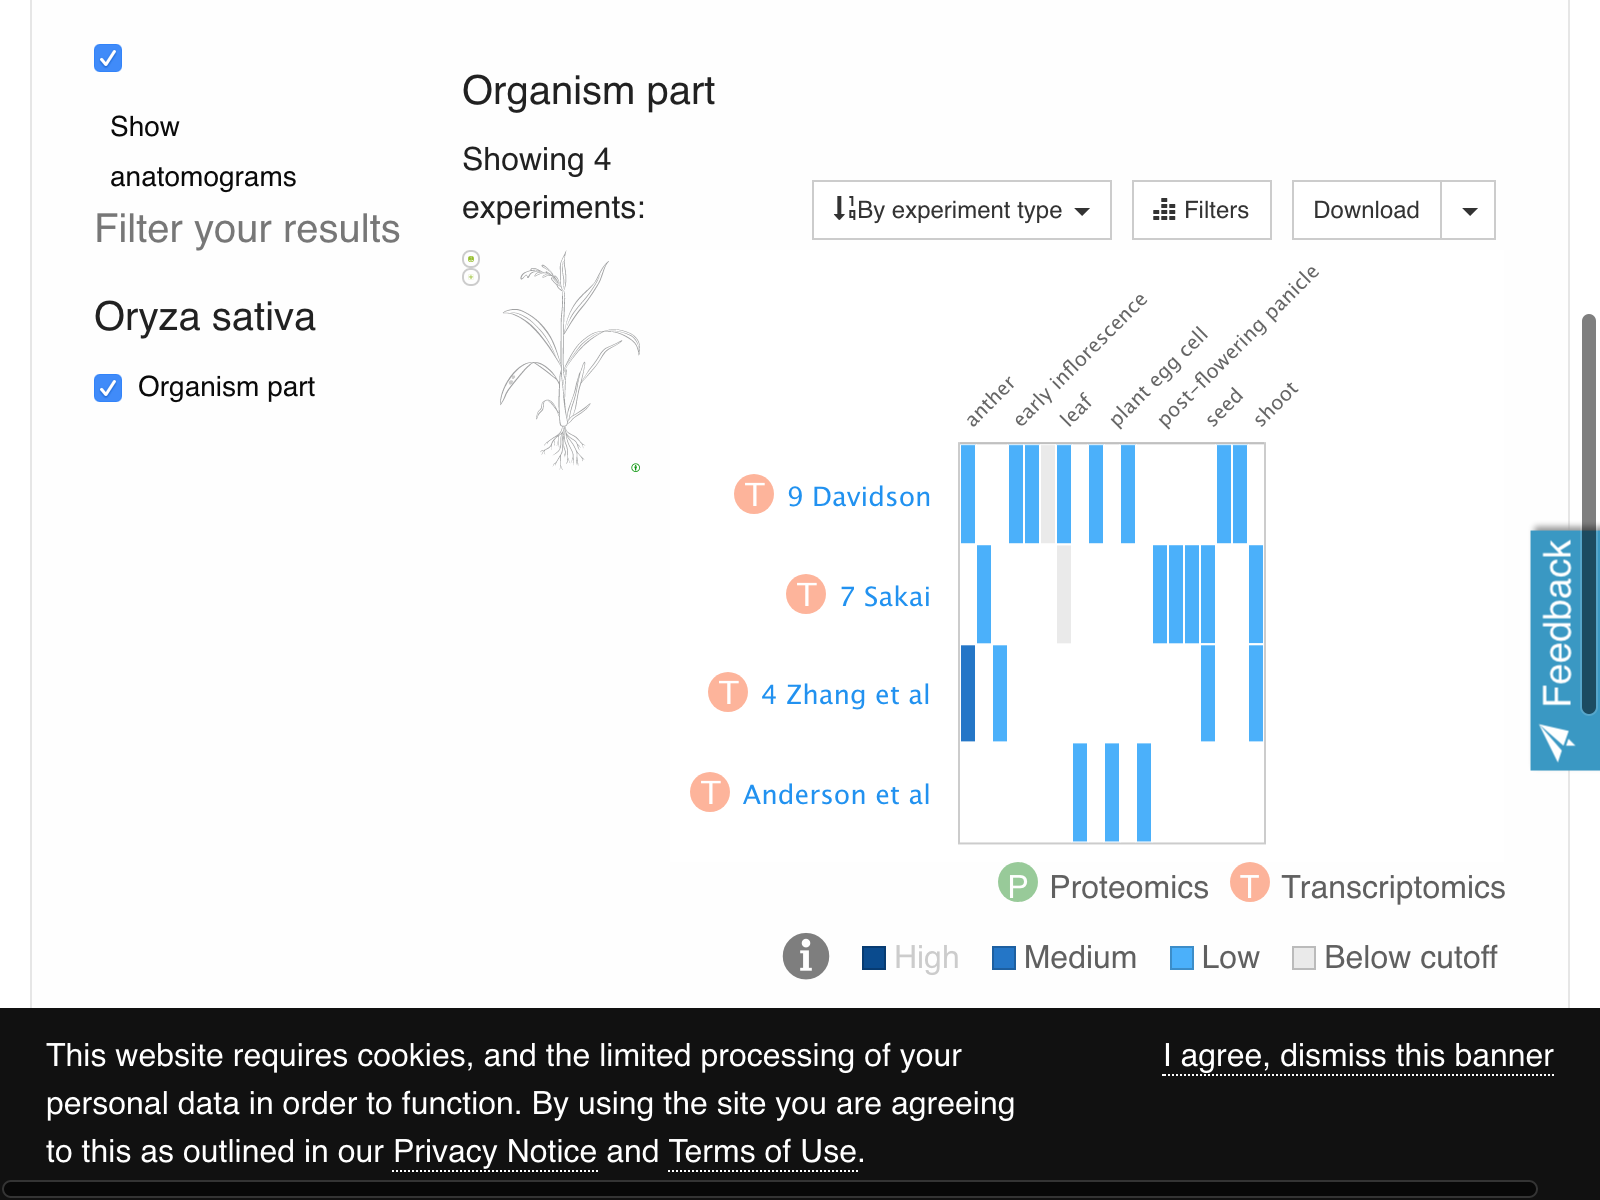 Show
anatomograms
Filter your results
Oryza sativa
Organism part
Organism part
Showing 4
experiments:
By experiment type
Filters
Download
anther
early inflorescence
leaf
plant egg cell
post-flowering panicle
seed
shoot
T 9 Davidson
T 7 Sakai
T 4 Zhang et al
T Anderson et al
P Proteomics T Transcriptomics
i High Medium Low Below cutoff
Feedback
This website requires cookies, and the limited processing of your
personal data in order to function. By using the site you are agreeing
to this as outlined in our Privacy Notice and Terms of Use.
I agree, dismiss this banner